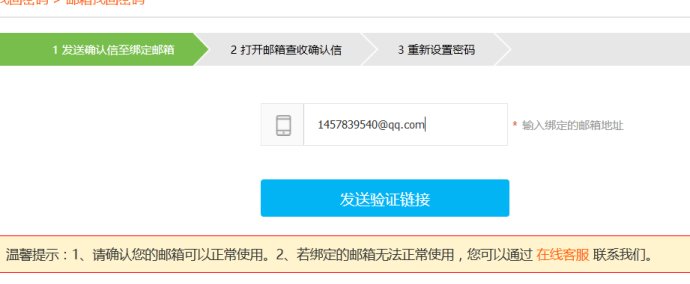 找回密码 > 邮箱找回密码
1 发送确认信至绑定邮箱 2 打开邮箱查收确认信 3 重新设置密码
1457839540@qq.com * 输入绑定的邮箱地址
发送验证链接
温馨提示：1、请确认您的邮箱可以正常使用。2、若绑定的邮箱无法正常使用，您可以通过 在线客服 联系我们。